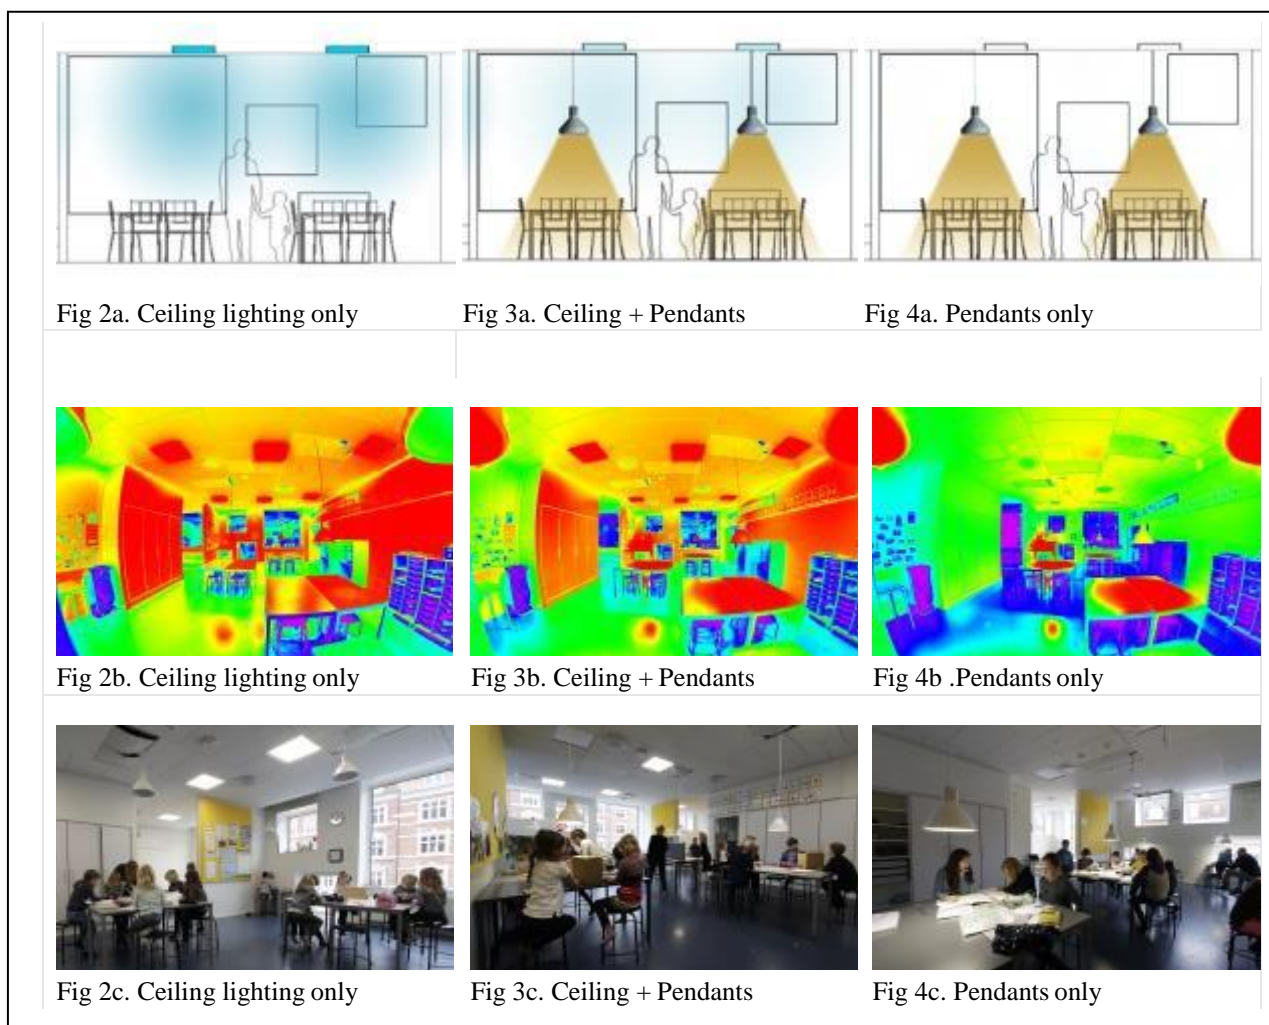 Fig 2a. Ceiling lighting only
Fig 3a. Ceiling + Pendants
Fig 4a. Pendants only
Fig 2b. Ceiling lighting only
Fig 3b. Ceiling + Pendants
Fig 4b .Pendants only
Fig 2c. Ceiling lighting only
Fig 3c. Ceiling + Pendants
Fig 4c. Pendants only